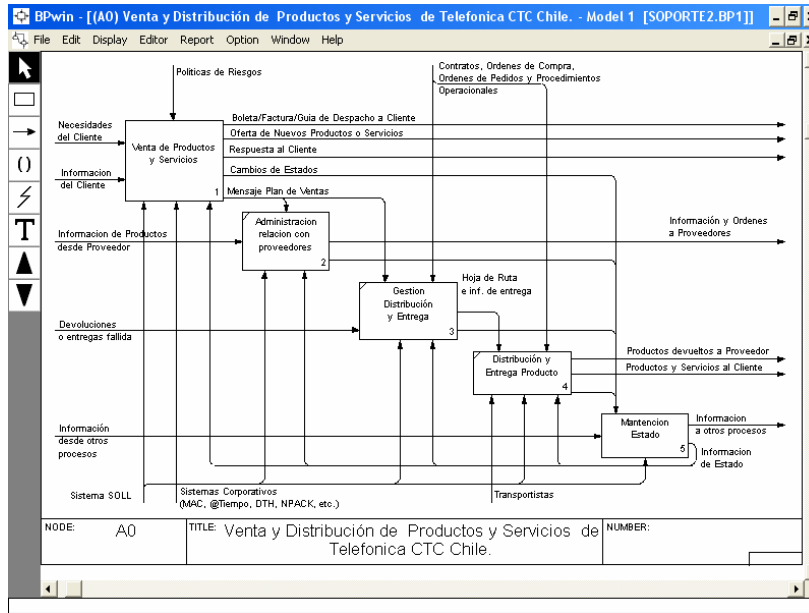 BPwin - [(A0) Venta y Distribución de Productos y Servicios de Telefonica CTC Chile. - Model 1 [SOPORTE2.BP1]]
File Edit Display Editor Report Option Window Help
Politicas de Riesgos
Contratos, Ordenes de Compra,
Ordenes de Pedidos y Procedimientos
Operacionales
Necesidades
del Cliente
Boleta/Factura/Guia de Despacho a Cliente
Oferta de Nuevos Productos o Servicios
Venta de Productos
y Servicios
1
Respuesta al Cliente
Informacion
del Cliente
Cambios de Estados
Mensaje Plan de Ventas
Administracion
relacion con
proveedores
2
Información y Ordenes
a Proveedores
Informacion de Productos
desde Proveedor
Hoja de Ruta
e inf. de entrega
Gestion
Distribución
y Entrega
3
Devoluciones
o entregas fallida
Distribución y
Entrega Producto
4
Productos devueltos a Proveedor
Productos y Servicios al Cliente
Mantencion
Estado
5
Informacion
a otros procesos
Información
desde otros
procesos
Informacion
de Estado
Sistema SOLL
Sistemas Corporativos
(MAC, @Tiempo, DTH, NPACK, etc.)
Transportistas
NODE: A0
TITLE: Venta y Distribución de Productos y Servicios de
Telefonica CTC Chile.
NUMBER:
T